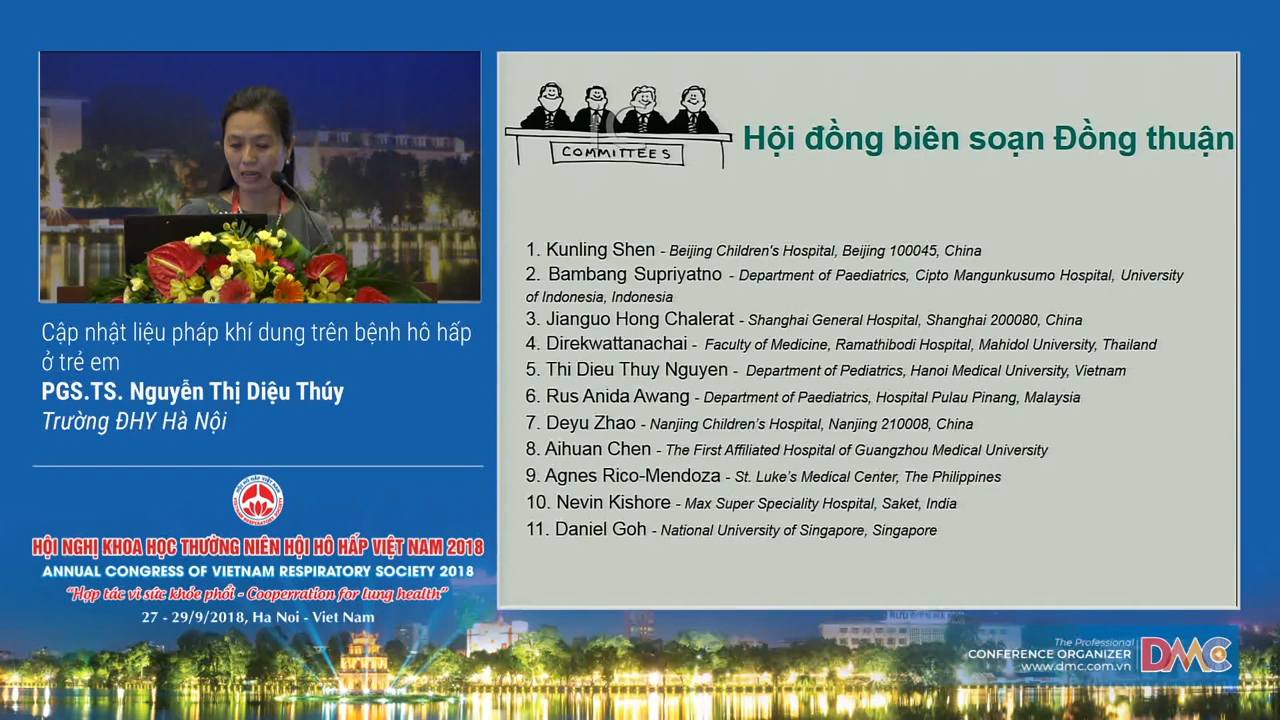 COMMITTEES
Hội đồng biên soạn Đồng thuận
1. Kunling Shen - Beijing Children's Hospital, Beijing 100045, China
2. Bambang Supriyatno - Department of Paediatrics, Cipto Mangunkusumo Hospital, University
of Indonesia, Indonesia
3. Jianguo Hong Chalerat - Shanghai General Hospital, Shanghai 200080, China
4. Direkwattanachai - Faculty of Medicine, Ramathibodi Hospital, Mahidol University, Thailand
5. Thi Dieu Thuy Nguyen - Department of Pediatrics, Hanoi Medical University, Vietnam
6. Rus Anida Awang - Department of Paediatrics, Hospital Pulau Pinang, Malaysia
7. Deyu Zhao - Nanjing Children's Hospital, Nanjing 210008, China
8. Aihuan Chen - The First Affiliated Hospital of Guangzhou Medical University
9. Agnes Rico-Mendoza - St. Luke's Medical Center, The Philippines
10. Nevin Kishore - Max Super Speciality Hospital, Saket, India
11. Daniel Goh - National University of Singapore, Singapore
Cập nhật liệu pháp khí dung trên bệnh hô hấp
ở trẻ em
PGS.TS. Nguyễn Thị Diệu Thúy
Trường ĐHY Hà Nội
HỘI NGHỊ KHOA HỌC THƯỜNG NIÊN HỘI HÔ HẤP VIỆT NAM 2018
ANNUAL CONGRESS OF VIETNAM RESPIRATORY SOCIETY 2018
"Hợp tác vì sức khỏe phổi - Cooperration for lung health"
27 - 29/9/2018, Ha Noi - Viet Nam
The Professional
CONFERENCE ORGANIZER
www.dmc.com.vn
DMC